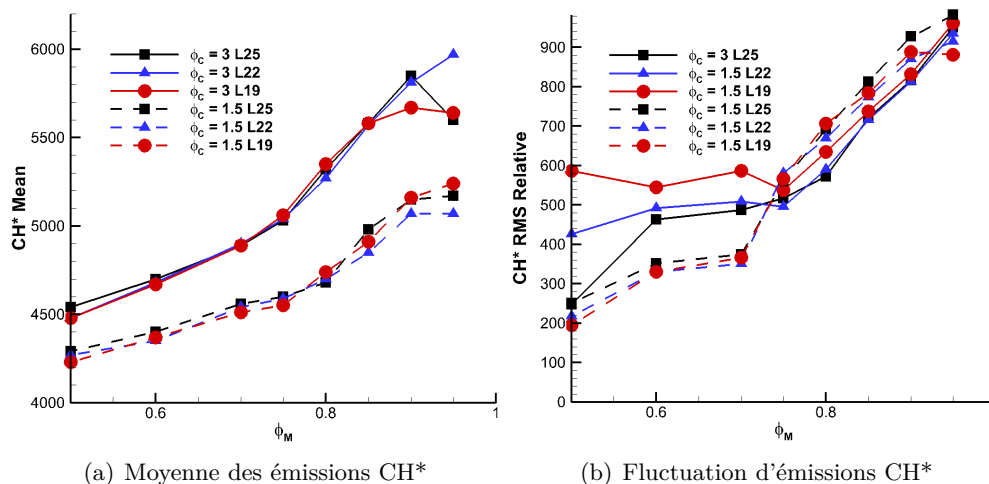 6000
5500
5000
4500
4000
CH* Mean
ϕc = 3 L25
ϕc = 3 L22
ϕc = 3 L19
ϕc = 1.5 L25
ϕc = 1.5 L22
ϕc = 1.5 L19
0.6
0.8
1
ϕM
(a) Moyenne des émissions CH*
900
800
700
600
500
400
300
200
100
0
CH* RMS Relative
ϕc = 3 L25
ϕc = 1.5 L22
ϕc = 1.5 L19
ϕc = 1.5 L25
ϕc = 1.5 L22
ϕc = 1.5 L19
0.6
0.8
ϕM
(b) Fluctuation d'émissions CH*